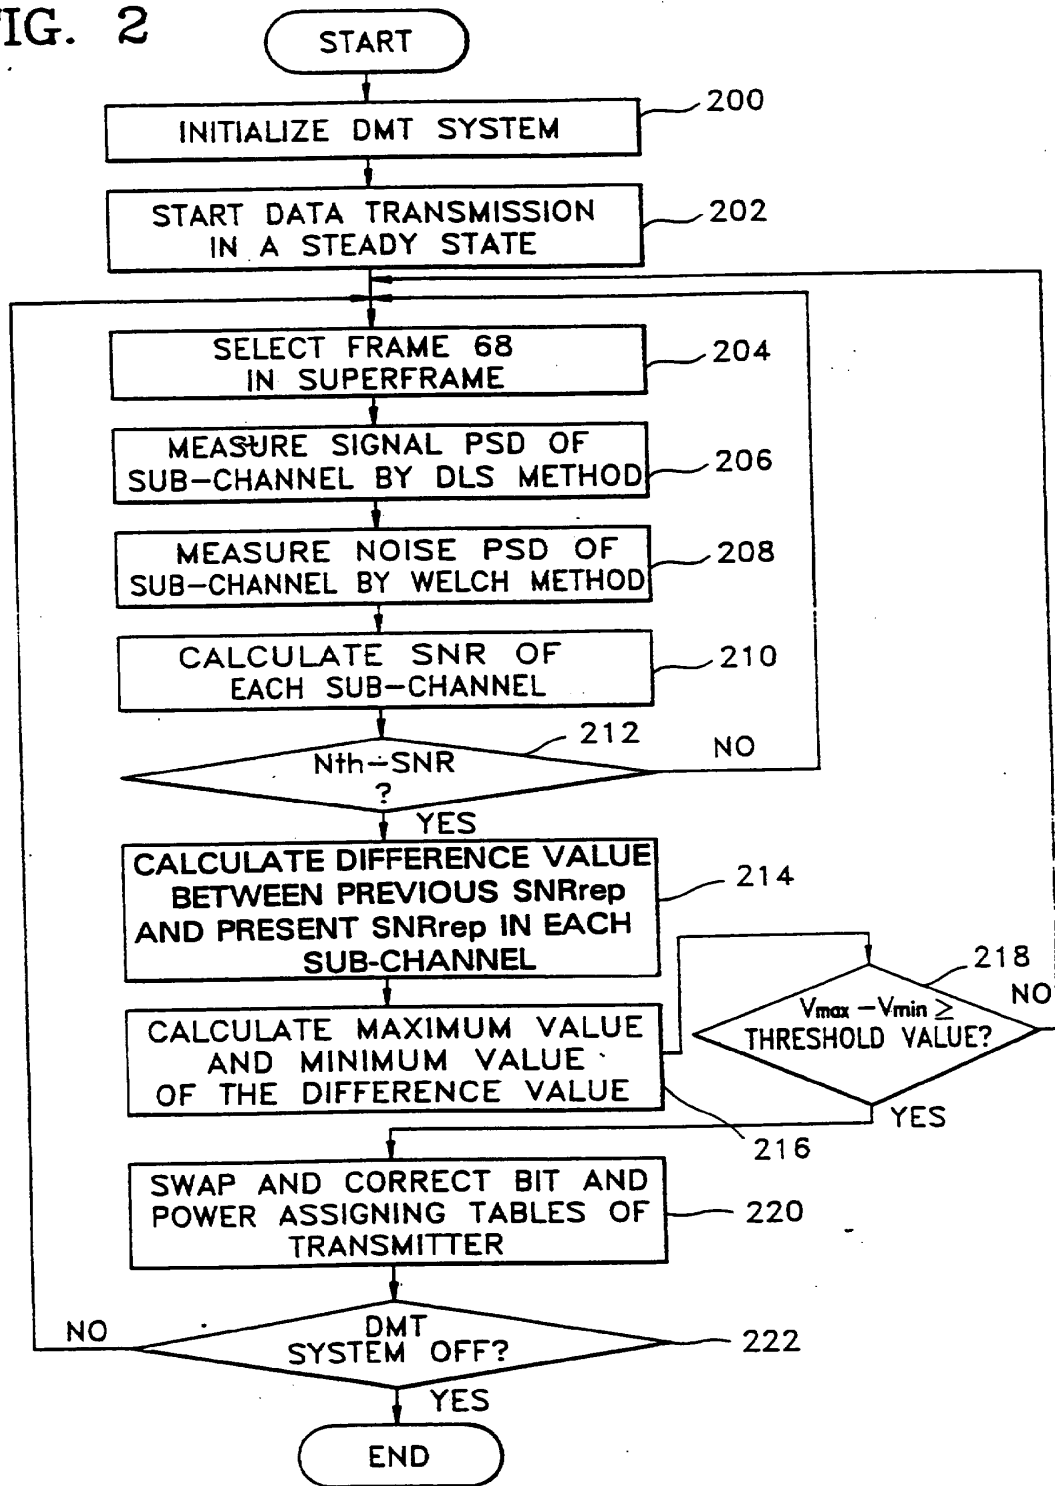 FIG. 2
START
INITIALIZE DMT SYSTEM
200
START DATA TRANSMISSION
IN A STEADY STATE
202
SELECT FRAME 68
IN SUPERFRAME
204
MEASURE SIGNAL PSD OF
SUB-CHANNEL BY DLS METHOD
206
MEASURE NOISE PSD OF
SUB-CHANNEL BY WELCH METHOD
208
CALCULATE SNR OF
EACH SUB-CHANNEL
210
Nth-SNR
?
212
NO
YES
CALCULATE DIFFERENCE VALUE
BETWEEN PREVIOUS SNRrep
AND PRESENT SNRrep IN EACH
SUB-CHANNEL
214
CALCULATE MAXIMUM VALUE
AND MINIMUM VALUE
OF THE DIFFERENCE VALUE
216
Vmax-Vmin ≥
THRESHOLD VALUE?
218
NO
YES
SWAP AND CORRECT BIT AND
POWER ASSIGNING TABLES OF
TRANSMITTER
220
DMT
SYSTEM OFF?
222
NO
YES
END